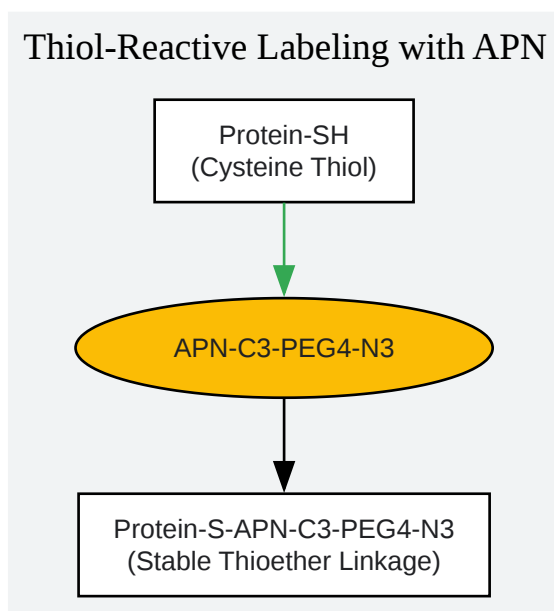 Thiol-Reactive Labeling with APN
Protein-SH
(Cysteine Thiol)
APN-C3-PEG4-N3
Protein-S-APN-C3-PEG4-N3
(Stable Thioether Linkage)